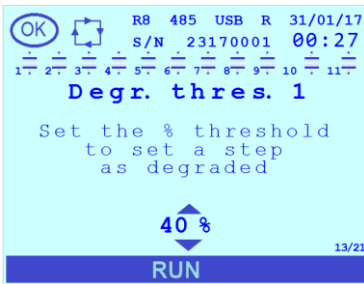 OK R8 485 USB R 31/01/17
S/N 23170001 00:27
1 2 3 4 5 6 7 8 9 10 11
Degr. thres. 1
Set the % threshold
to set a step
as degraded
40 %
13/21
RUN